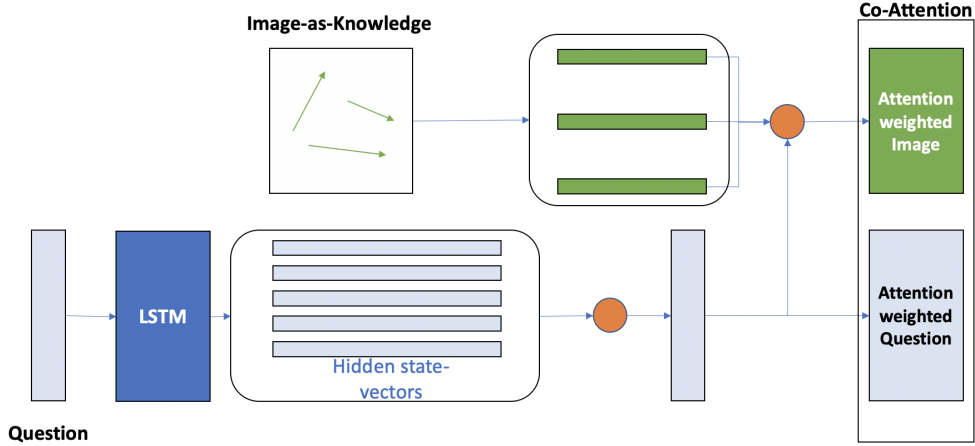 Co-Attention
Image-as-Knowledge
Attention
weighted
Image
LSTM
Hidden state-
vectors
Attention
weighted
Question
Question